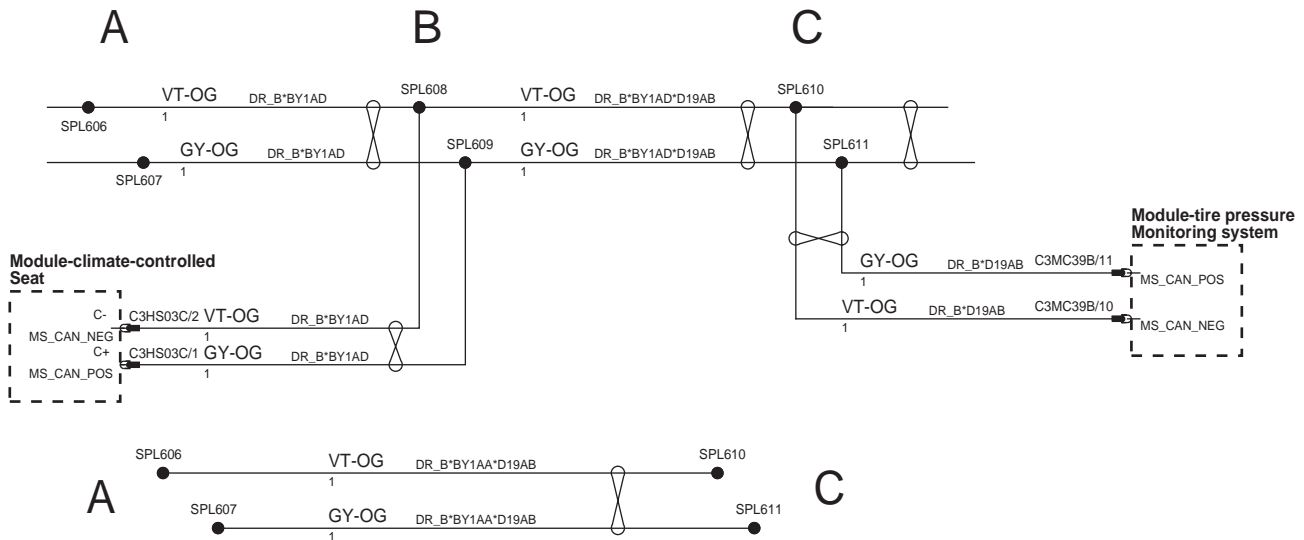 A B C
VT-OG DR_B*BY1AD SPL608 VT-OG DR_B*BY1AD*D19AB SPL610
SPL606 1 1
GY-OG DR_B*BY1AD SPL609 GY-OG DR_B*BY1AD*D19AB SPL611
SPL607 1 1
Module-tire pressure
Monitoring system
GY-OG DR_B*D19AB C3MC39B/11
1 MS_CAN_POS
VT-OG DR_B*D19AB C3MC39B/10
1 MS_CAN_NEG
Module-climate-controlled
Seat
C- C3HS03C/2 VT-OG DR_B*BY1AD
MS_CAN_NEG 1
C+ C3HS03C/1 GY-OG DR_B*BY1AD
MS_CAN_POS 1
SPL606 VT-OG DR_B*BY1AA*D19AB SPL610
1
A C
SPL607 GY-OG DR_B*BY1AA*D19AB SPL611
1